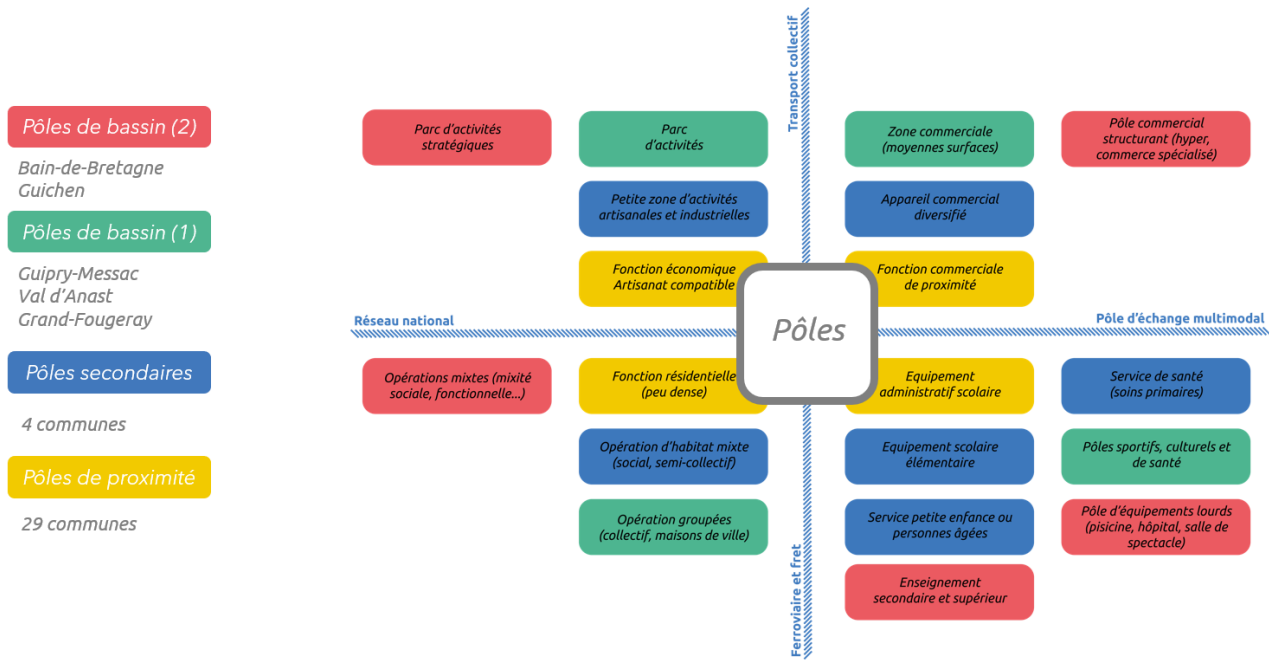 Pôles de bassin (2)
Bain-de-Bretagne
Guichen
Pôles de bassin (1)
Guipry-Messac
Val d'Anast
Grand-Fougeray
Pôles secondaires
4 communes
Pôles de proximité
29 communes
Transport collectif
Parc d'activités
stratégiques
Parc
d'activités
Zone commerciale
(moyennes surfaces)
Pôle commercial
structurant (hyper,
commerce spécialisé)
Petite zone d'activités
artisanales et industrielles
Appareil commercial
diversifié
Fonction économique
Artisanat compatible
Fonction commerciale
de proximité
Réseau national
Pôles
Pôle d'échange multimodal
Opérations mixtes (mixité
sociale, fonctionnelle...)
Fonction résidentielle
(peu dense)
Equipement
administratif scolaire
Service de santé
(soins primaires)
Opération d'habitat mixte
(social, semi-collectif)
Equipement scolaire
élémentaire
Pôles sportifs, culturels et
de santé
Opération groupées
(collectif, maisons de ville)
Service petite enfance ou
personnes âgées
Pôle d'équipements lourds
(pisicine, hôpital, salle de
spectacle)
Enseignement
secondaire et supérieur
Ferroviaire et fret